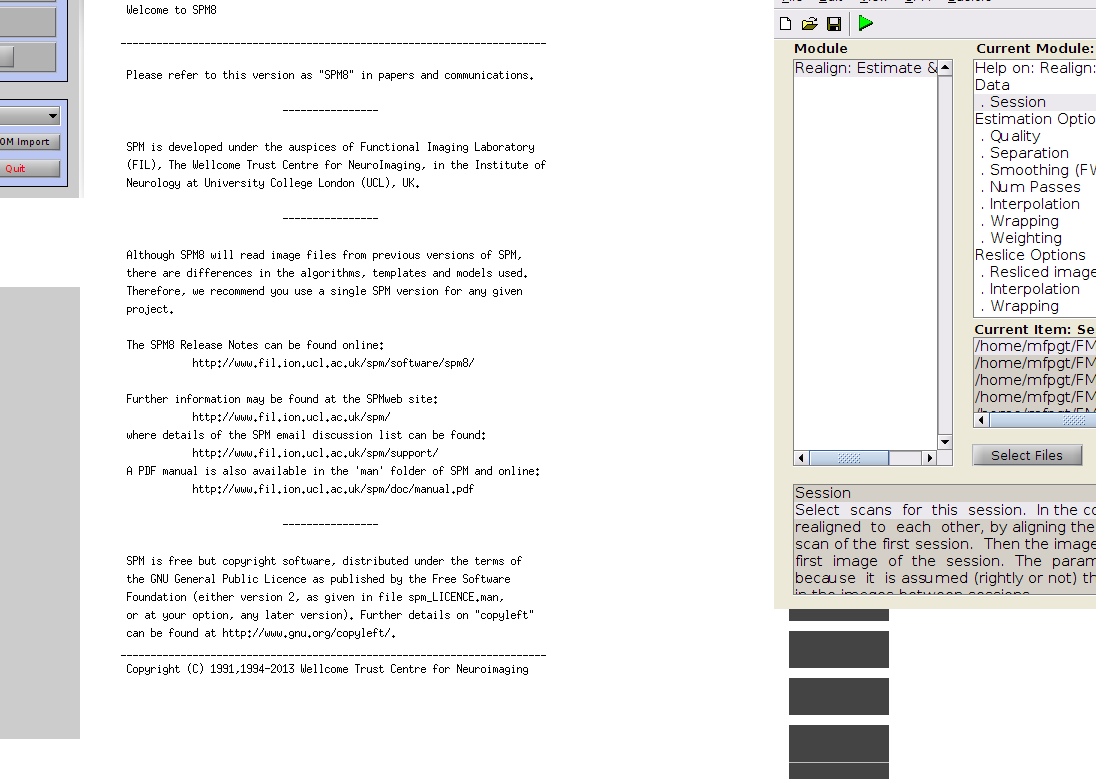 OM Import
Quit
Welcome to SPM8
Please refer to this version as "SPM8" in papers and communications.
SPM is developed under the auspices of Functional Imaging Laboratory
(FIL), The Wellcome Trust Centre for NeuroImaging, in the Institute of
Neurology at University College London (UCL), UK.
Although SPM8 will read image files from previous versions of SPM,
there are differences in the algorithms, templates and models used.
Therefore, we recommend you use a single SPM version for any given
project.
The SPM8 Release Notes can be found online:
http://www.fil.ion.ucl.ac.uk/spm/software/spm8/
Further information may be found at the SPMweb site:
http://www.fil.ion.ucl.ac.uk/spm/
where details of the SPM email discussion list can be found:
http://www.fil.ion.ucl.ac.uk/spm/support/
A PDF manual is also available in the 'man' folder of SPM and online:
http://www.fil.ion.ucl.ac.uk/spm/doc/manual.pdf
SPM is free but copyright software, distributed under the terms of
the GNU General Public Licence as published by the Free Software
Foundation (either version 2, as given in file spm_LICENCE.man,
or at your option, any later version). Further details on "copyleft"
can be found at http://www.gnu.org/copyleft/.
Copyright (C) 1991,1994-2013 Wellcome Trust Centre for Neuroimaging
Module
Realign: Estimate &
Current Module:
Help on: Realign:
Data
. Session
Estimation Optio
. Quality
. Separation
. Smoothing (FW
. Num Passes
. Interpolation
. Wrapping
. Weighting
Reslice Options
. Resliced image
. Interpolation
. Wrapping
Current Item: Se
/home/mfpgt/FM
/home/mfpgt/FM
/home/mfpgt/FM
/home/mfpgt/FM
Select Files
Session
Select scans for this session. In the co
realigned to each other, by aligning the
scan of the first session. Then the image
first image of the session. The param
because it is assumed (rightly or not) th
in the images between sessions.